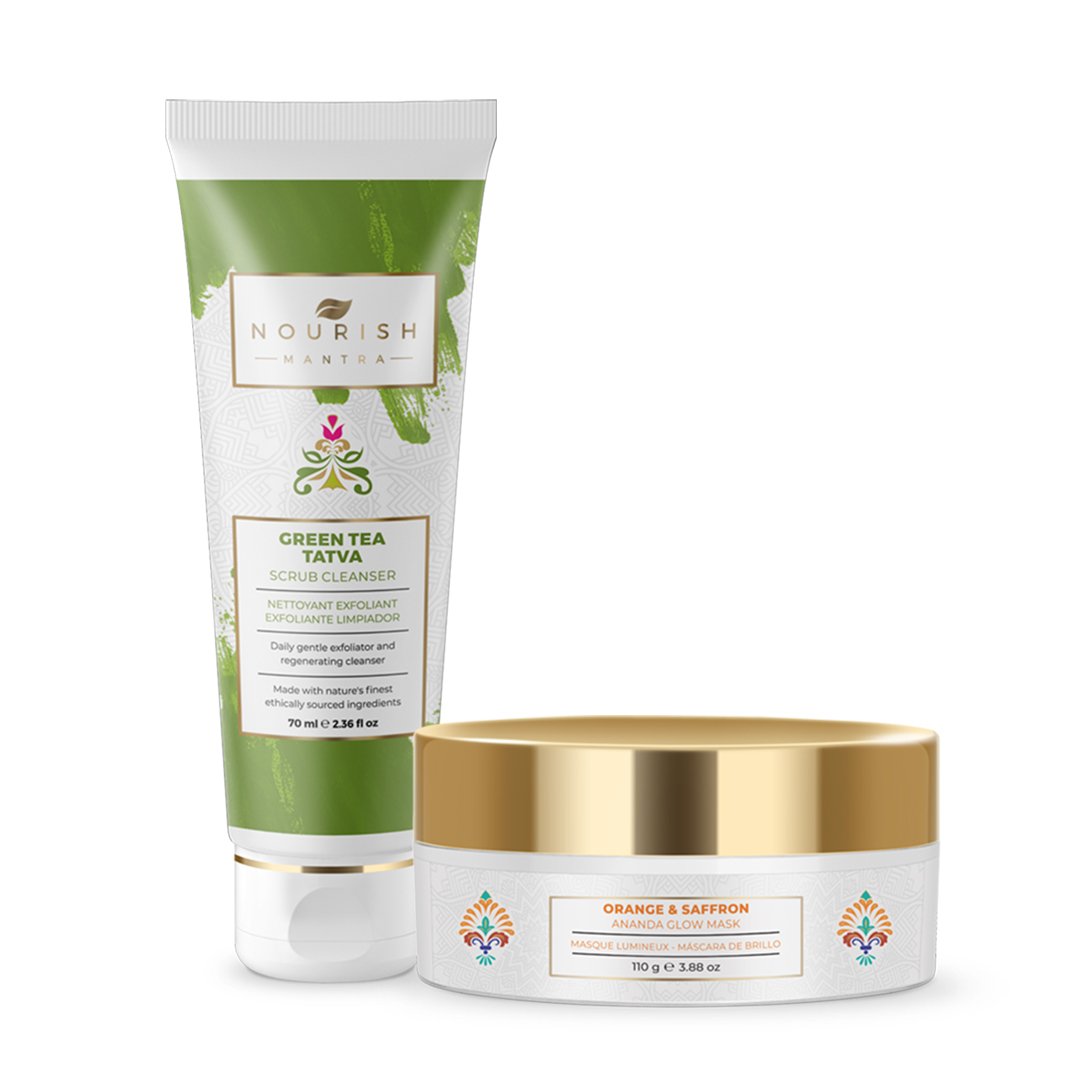 NOURISH
MANTRA
GREEN TEA
TATVA
SCRUB CLEANSER
NETTOYANT EXFOLIANT
EXFOLIANTE LIMPIADOR
Daily gentle exfoliator and
regenerating cleanser
Made with nature's finest
ethically sourced ingredients
70 ml ℮ 2.36 fl oz
ORANGE & SAFFRON
ANANDA GLOW MASK
MASQUE LUMINEUX - MÁSCARA DE BRILLO
110 g ℮ 3.88 oz